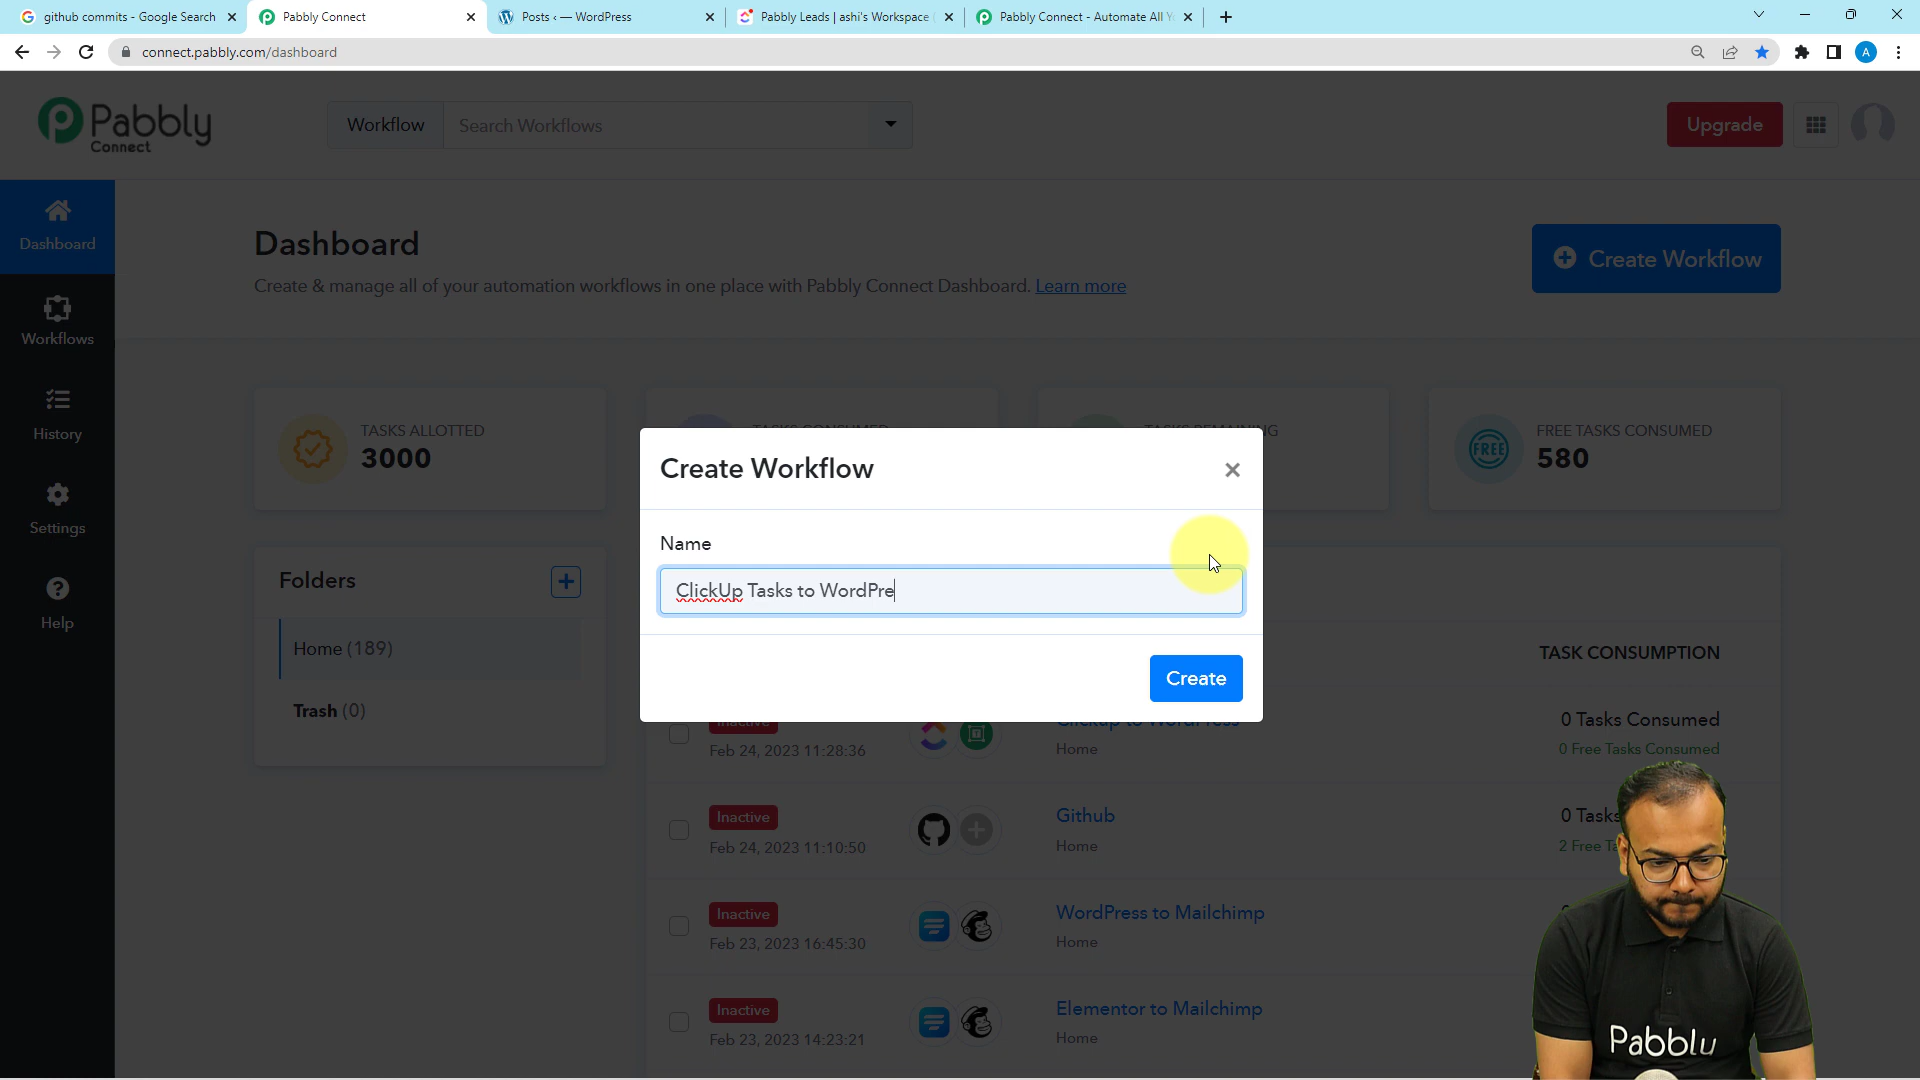 github commits - Google Search
Pabbly Connect
Posts ‹ — WordPress
Pabbly Leads | ashi's Workspace
Pabbly Connect - Automate All
connect.pabbly.com/dashboard
A
Pabbly
Connect
Workflow
Search Workflows
Upgrade
Dashboard
Workflows
History
Settings
Help
Dashboard
Create & manage all of your automation workflows in one place with Pabbly Connect Dashboard. Learn more
Create Workflow
TASKS ALLOTTED
3000
FREE TASKS CONSUMED
FREE
580
Folders
Home (189)
Trash (0)
Create Workflow
Name
ClickUp Tasks to WordPre
Create
TASK CONSUMPTION
Inactive
Feb 24, 2023 11:28:36
Clickup to WordPress
Home
0 Tasks Consumed
0 Free Tasks Consumed
Inactive
Feb 24, 2023 11:10:50
Github
Home
0 Tasks
2 Free
Inactive
Feb 23, 2023 16:45:30
WordPress to Mailchimp
Home
Inactive
Feb 23, 2023 14:23:21
Elementor to Mailchimp
Home
Pabbly